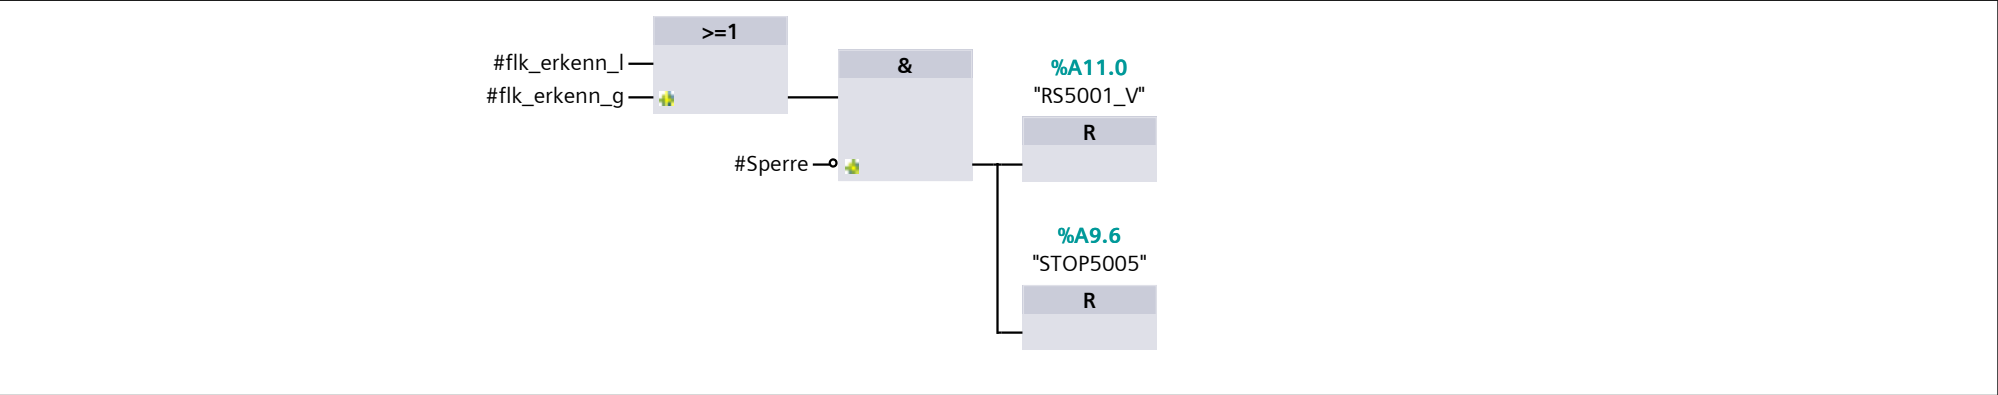 >=1
#flk_erkenn_l
#flk_erkenn_g
&
#Sperre
%A11.0
"RS5001_V"
R
%A9.6
"STOP5005"
R